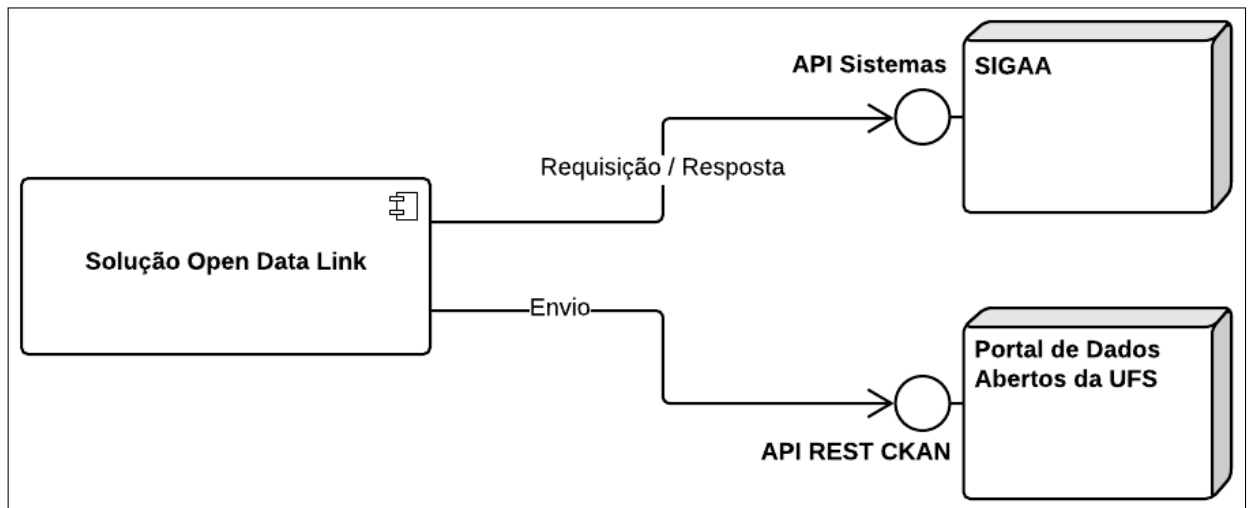 API Sistemas
SIGAA
Requisição / Resposta
Solução Open Data Link
Envio
Portal de Dados
Abertos da UFS
API REST CKAN